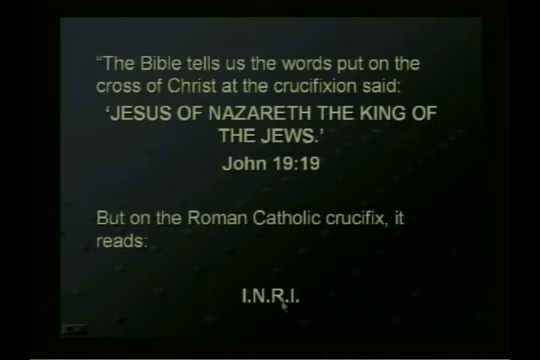 “The Bible tells us the words put on the
cross of Christ at the crucifixion said:
‘JESUS OF NAZARETH THE KING OF
THE JEWS.’
John 19:19
But on the Roman Catholic crucifix, it
reads:
I.N.R.I.